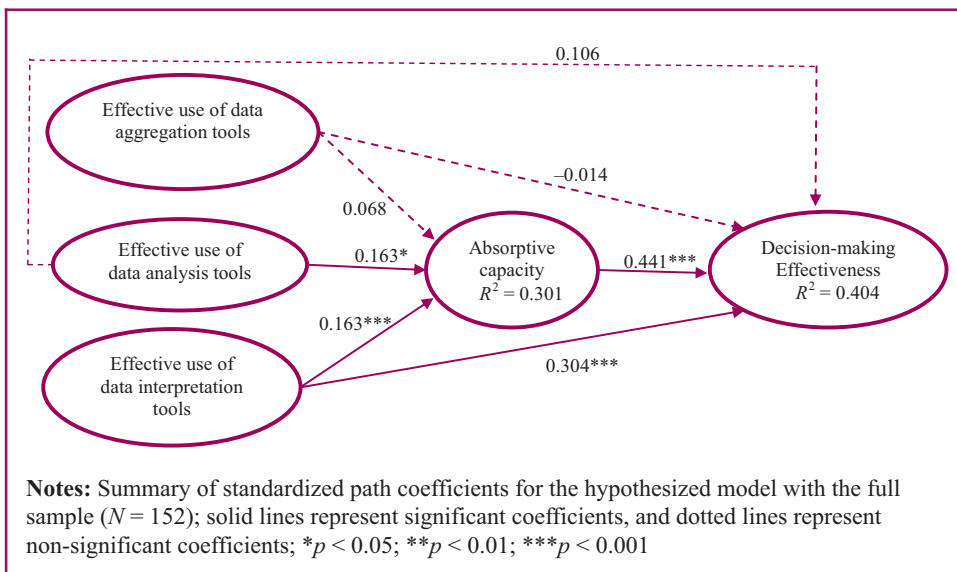 0.106
Effective use of data
aggregation tools
–0.014
0.068
Effective use of
data analysis tools
0.163*
Absorptive
capacity
R² = 0.301
0.441***
Decision-making
Effectiveness
R² = 0.404
0.163***
Effective use of
data interpretation
tools
0.304***
Notes: Summary of standardized path coefficients for the hypothesized model with the full
sample (N = 152); solid lines represent significant coefficients, and dotted lines represent
non-significant coefficients; *p < 0.05; **p < 0.01; ***p < 0.001